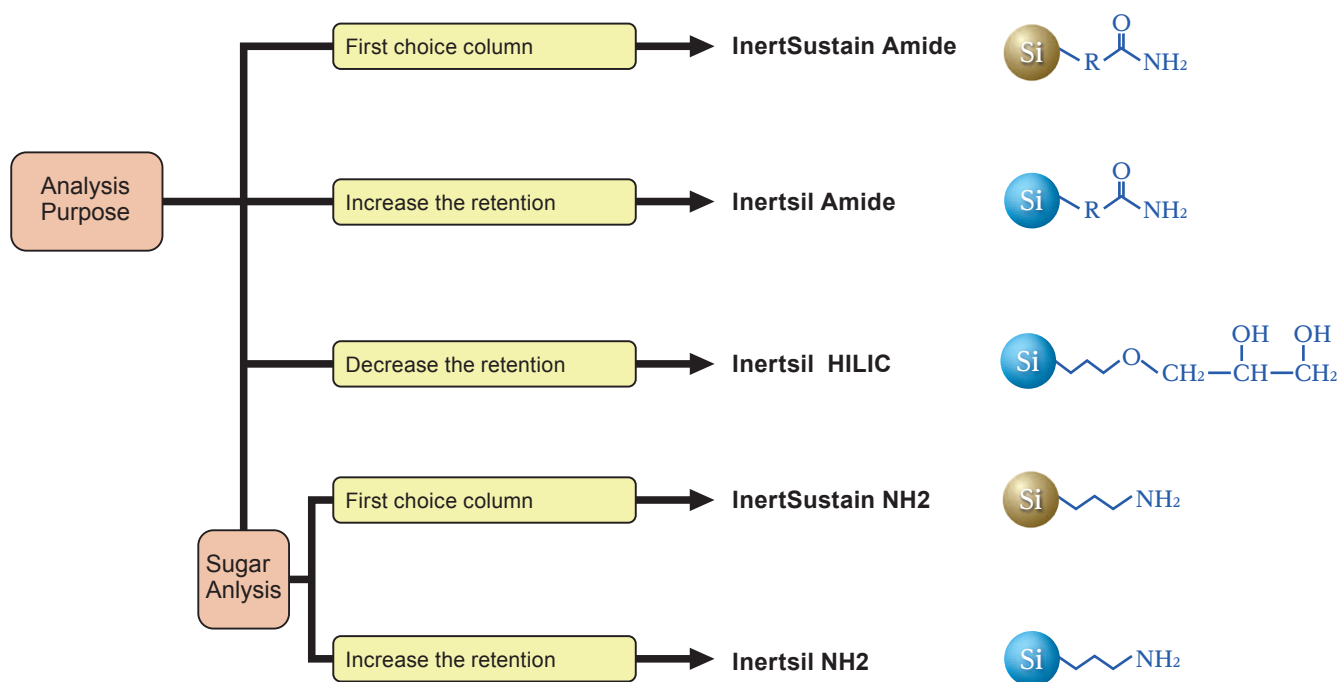 First choice column
InertSustain Amide
Si
R
O
NH2
Analysis
Purpose
Increase the retention
Inertsil Amide
Si
R
O
NH2
Decrease the retention
Inertsil HILIC
Si
O
CH2
OH
CH
OH
CH2
Sugar
Anlysis
First choice column
InertSustain NH2
Si
NH2
Increase the retention
Inertsil NH2
Si
NH2